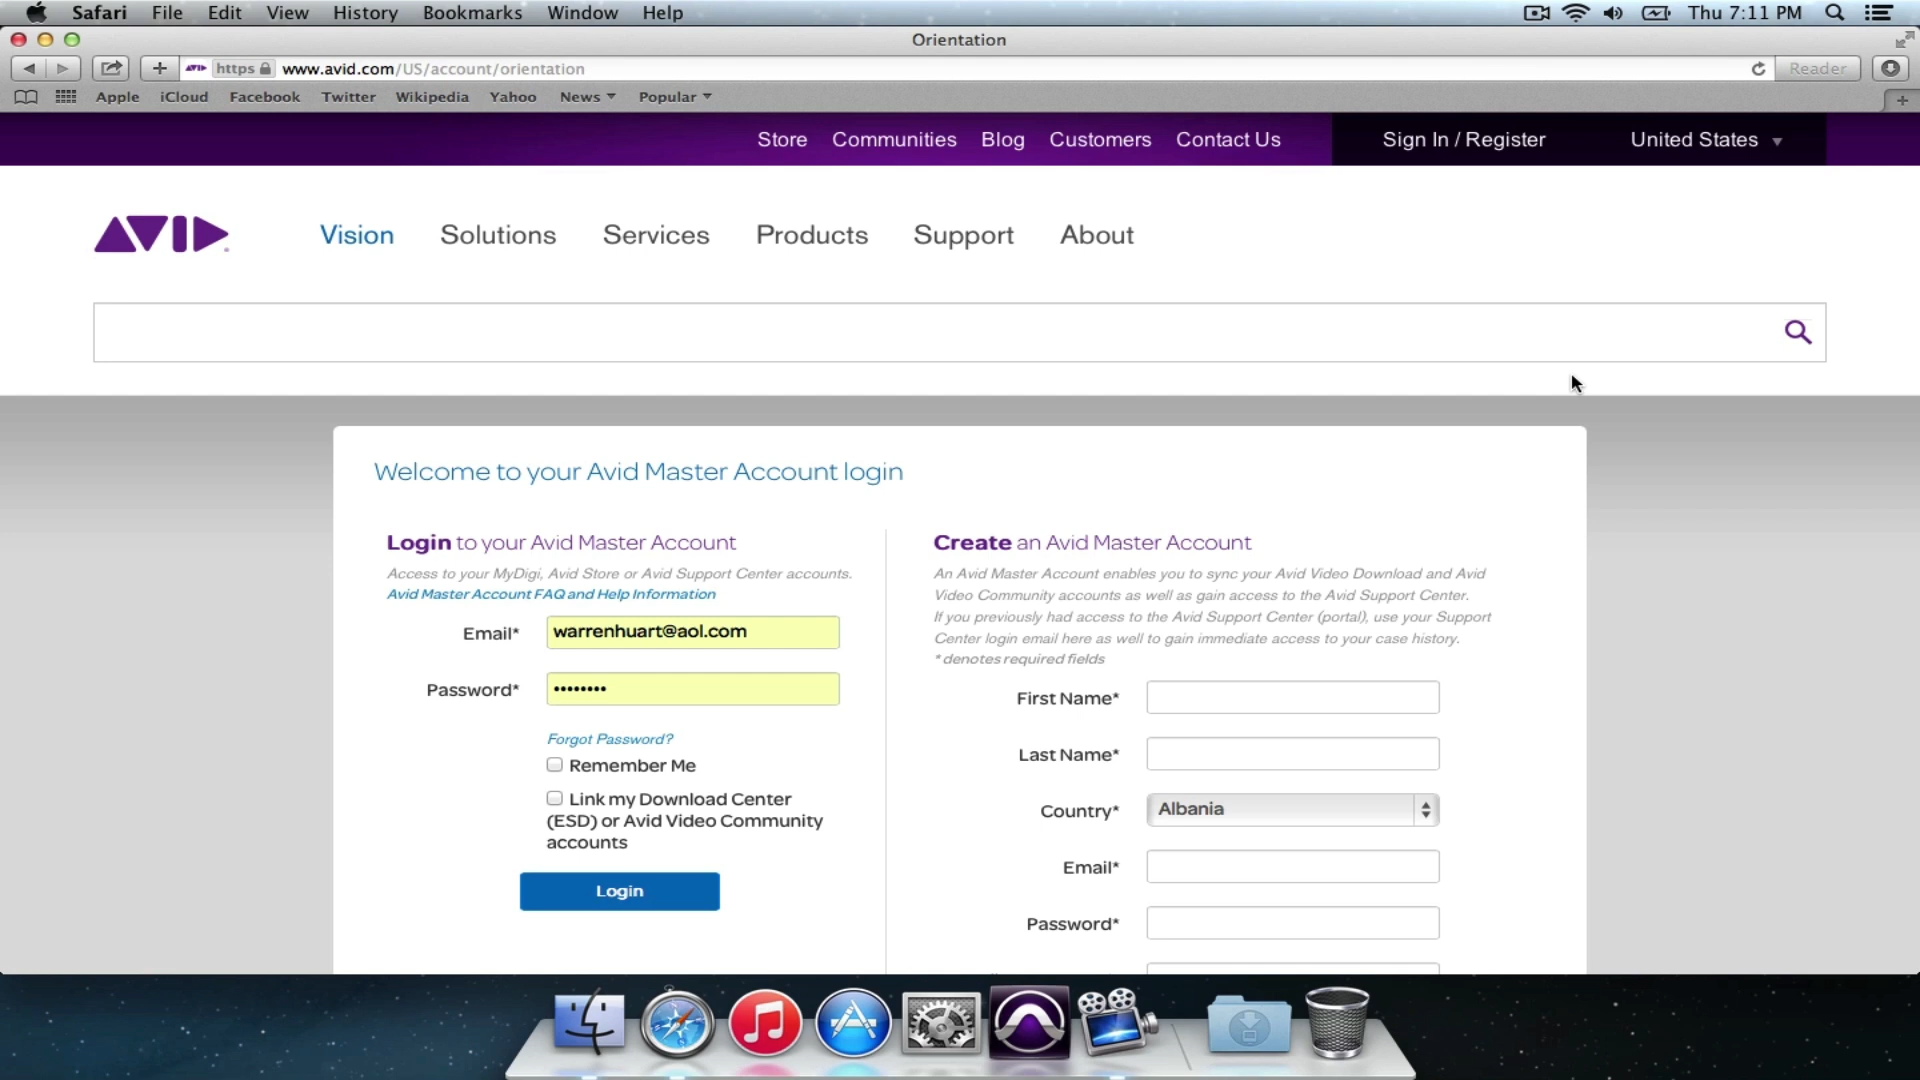 Safari File Edit View History Bookmarks Window Help Thu 7:11 PM
Orientation
AVID https www.avid.com/US/account/orientation Reader
Apple iCloud Facebook Twitter Wikipedia Yahoo News Popular
Store Communities Blog Customers Contact Us Sign In / Register United States
AVID Vision Solutions Services Products Support About
Welcome to your Avid Master Account login
Login to your Avid Master Account
Access to your MyDigi, Avid Store or Avid Support Center accounts.
Avid Master Account FAQ and Help Information
Email* warrenhuart@aol.com
Password* ••••••••
Forgot Password?
Remember Me
Link my Download Center
(ESD) or Avid Video Community
accounts
Login
Create an Avid Master Account
An Avid Master Account enables you to sync your Avid Video Download and Avid
Video Community accounts as well as gain access to the Avid Support Center.
If you previously had access to the Avid Support Center (portal), use your Support
Center login email here as well to gain immediate access to your case history.
* denotes required fields
First Name*
Last Name*
Country* Albania
Email*
Password*